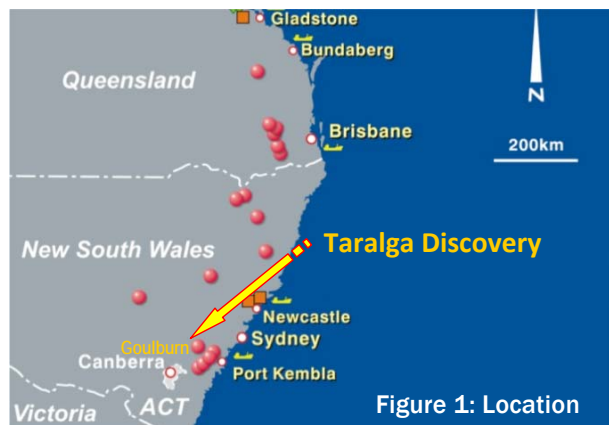 Gladstone
Bundaberg
Queensland
N
Brisbane
200km
New South Wales
Taralga Discovery
Newcastle
Goulburn
Sydney
Canberra
Port Kembla
Victoria
ACT
Figure 1: Location